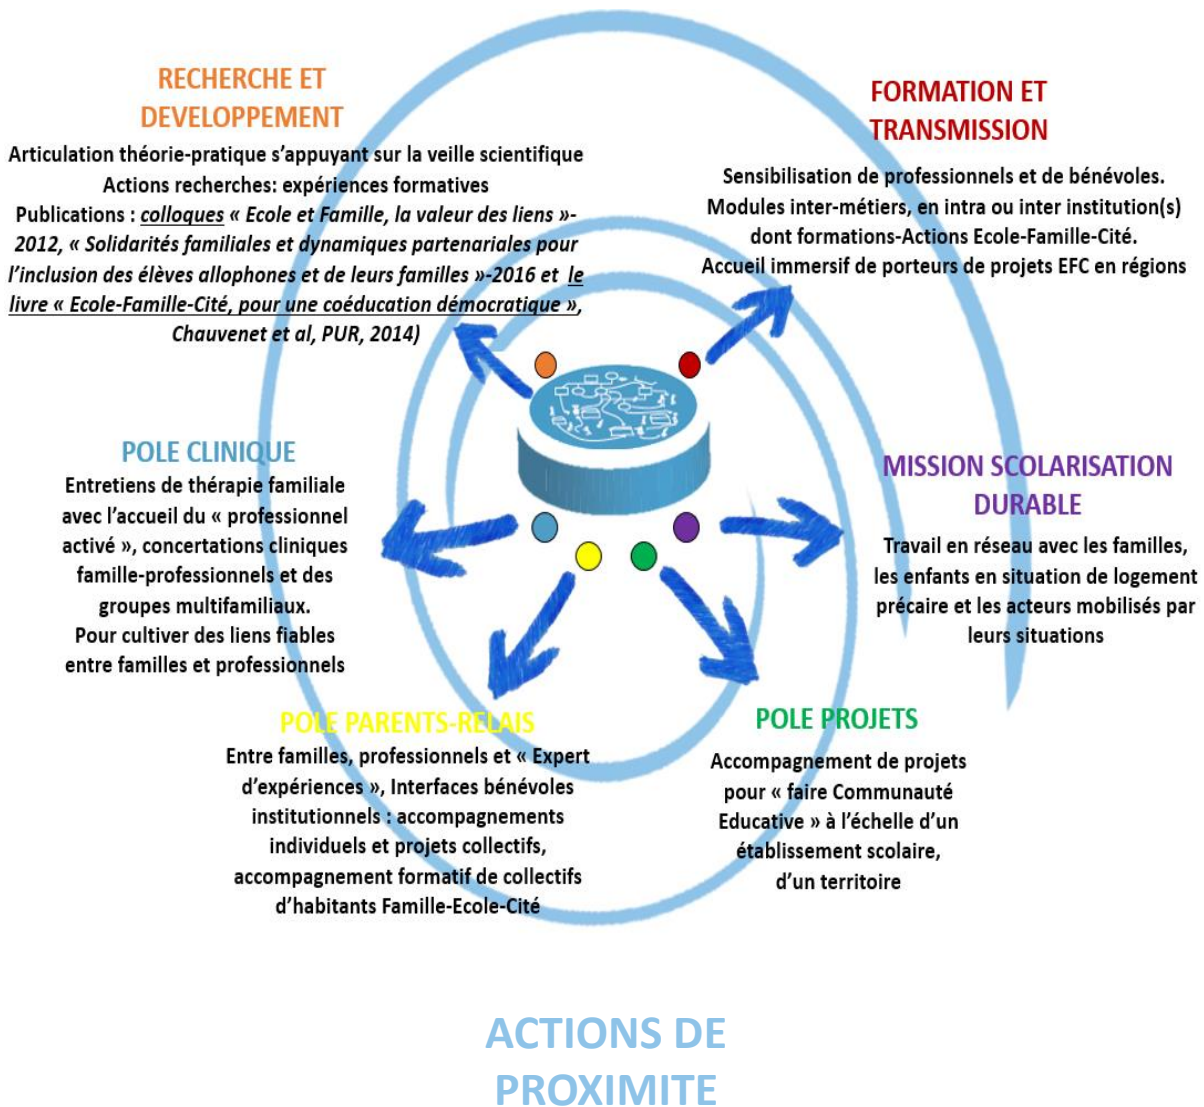 RECHERCHE ET
DEVELOPPEMENT
Articulation théorie-pratique s’appuyant sur la veille scientifique
Actions recherches: expériences formatives
Publications : colloques « Ecole et Famille, la valeur des liens »-
2012, « Solidarités familiales et dynamiques partenariales pour
l’inclusion des élèves allophones et de leurs familles »-2016 et le
livre « Ecole-Famille-Cité, pour une coéducation démocratique »,
Chauvenet et al, PUR, 2014)
FORMATION ET
TRANSMISSION
Sensibilisation de professionnels et de bénévoles.
Modules inter-métiers, en intra ou inter institution(s)
dont formations-Actions Ecole-Famille-Cité.
Accueil immersif de porteurs de projets EFC en régions
POLE CLINIQUE
Entretiens de thérapie familiale
avec l’accueil du « professionnel
activé », concertations cliniques
famille-professionnels et des
groupes multifamiliaux.
Pour cultiver des liens fiables
entre familles et professionnels
MISSION SCOLARISATION
DURABLE
Travail en réseau avec les familles,
les enfants en situation de logement
précaire et les acteurs mobilisés par
leurs situations
POLE PARENTS-RELAIS
Entre familles, professionnels et « Expert
d’expériences », Interfaces bénévoles
institutionnels : accompagnements
individuels et projets collectifs,
accompagnement formatif de collectifs
d’habitants Famille-Ecole-Cité
POLE PROJETS
Accompagnement de projets
pour « faire Communauté
Educative » à l’échelle d’un
établissement scolaire,
d’un territoire
ACTIONS DE
PROXIMITE